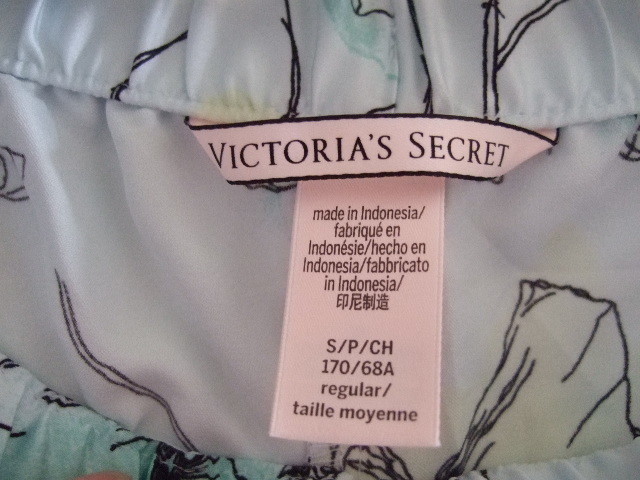 VICTORIA'S SECRET
made in Indonesia/
fabriqué en
Indonésie/hecho en
Indonesia/fabbricato
in Indonesia/
印尼制造
S/P/CH
170/68A
regular/
taille moyenne